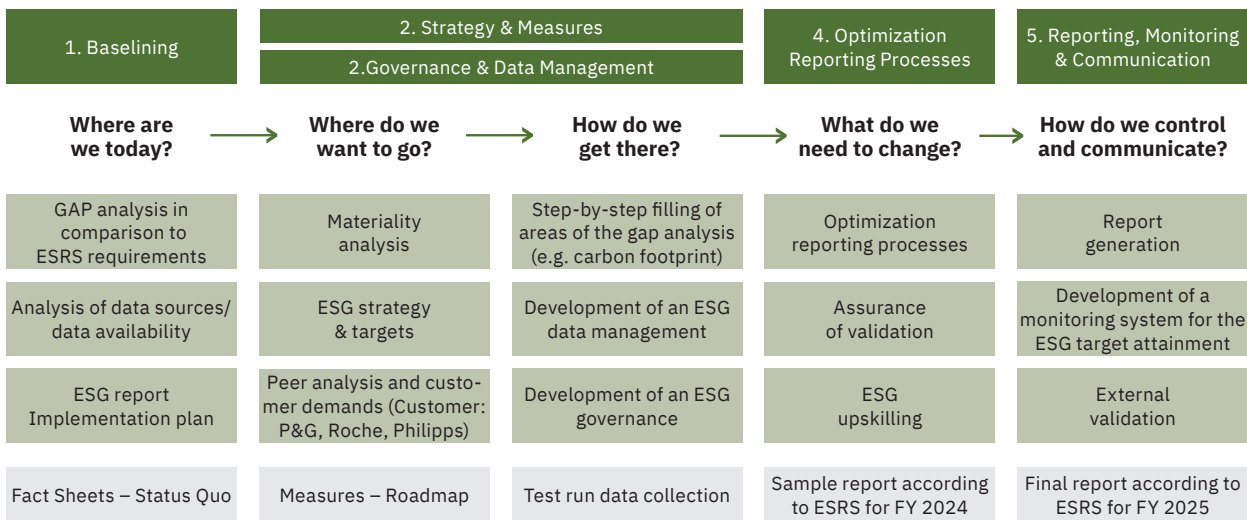 1. Baselining
2. Strategy & Measures
2.Governance & Data Management
4. Optimization
Reporting Processes
5. Reporting, Monitoring
& Communication
Where are
we today?
Where do we
want to go?
How do we
get there?
What do we
need to change?
How do we control
and communicate?
GAP analysis in
comparison to
ESRS requirements
Materiality
analysis
Step-by-step filling of
areas of the gap analysis
(e.g. carbon footprint)
Optimization
reporting processes
Report
generation
Analysis of data sources/
data availability
ESG strategy
& targets
Development of an ESG
data management
Assurance
of validation
Development of a
monitoring system for the
ESG target attainment
ESG report
Implementation plan
Peer analysis and custo-
mer demands (Customer:
P&G, Roche, Philipps)
Development of an ESG
governance
ESG
upskilling
External
validation
Fact Sheets – Status Quo
Measures – Roadmap
Test run data collection
Sample report according
to ESRS for FY 2024
Final report according to
ESRS for FY 2025